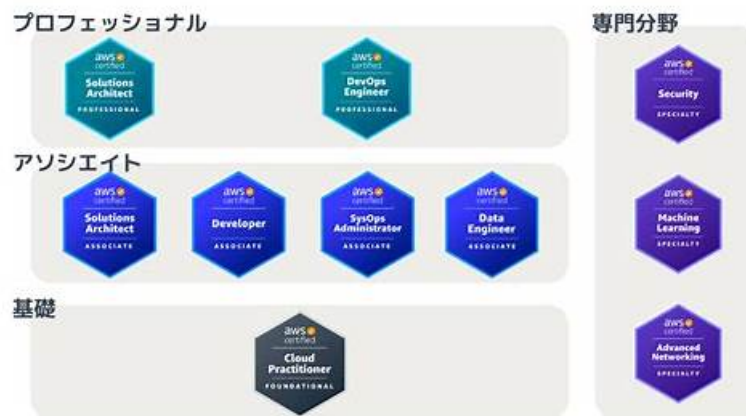 プロフェッショナル
aws
certified
Solutions
Architect
PROFESSIONAL
aws
certified
DevOps
Engineer
PROFESSIONAL
アソシエイト
aws
certified
Solutions
Architect
ASSOCIATE
aws
certified
Developer
ASSOCIATE
aws
certified
SysOps
Administrator
ASSOCIATE
aws
certified
Data
Engineer
ASSOCIATE
基礎
aws
certified
Cloud
Practitioner
FOUNDATIONAL
専門分野
aws
certified
Security
SPECIALTY
aws
certified
Machine
Learning
SPECIALTY
aws
certified
Advanced
Networking
SPECIALTY